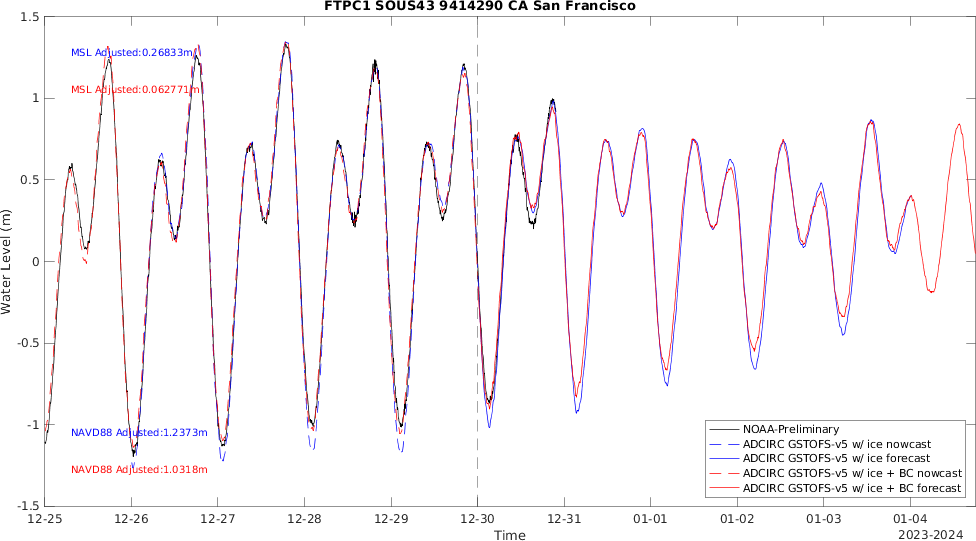 FTPC1 SOUS43 9414290 CA San Francisco
1.5
1
0.5
0
-0.5
-1
-1.5
Water Level (m)
MSL Adjusted:0.26833m
MSL Adjusted:0.062771m
NAVD88 Adjusted:1.2373m
NAVD88 Adjusted:1.0318m
NOAA-Preliminary
ADCIRC GSTOFS-v5 w/ ice nowcast
ADCIRC GSTOFS-v5 w/ ice forecast
ADCIRC GSTOFS-v5 w/ ice + BC nowcast
ADCIRC GSTOFS-v5 w/ ice + BC forecast
12-25 12-26 12-27 12-28 12-29 12-30 12-31 01-01 01-02 01-03 01-04
Time
2023-2024